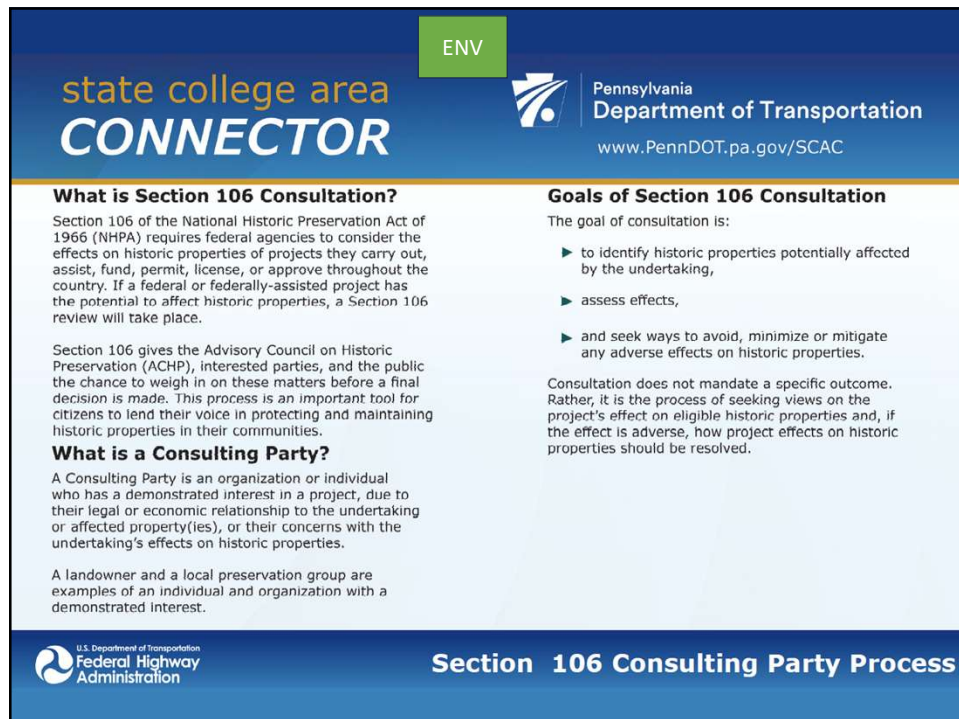 ENV
state college area
CONNECTOR
Pennsylvania
Department of Transportation
www.PennDOT.pa.gov/SCAC
What is Section 106 Consultation?
Section 106 of the National Historic Preservation Act of
1966 (NHPA) requires federal agencies to consider the
effects on historic properties of projects they carry out,
assist, fund, permit, license, or approve throughout the
country. If a federal or federally-assisted project has
the potential to affect historic properties, a Section 106
review will take place.
Section 106 gives the Advisory Council on Historic
Preservation (ACHP), interested parties, and the public
the chance to weigh in on these matters before a final
decision is made. This process is an important tool for
citizens to lend their voice in protecting and maintaining
historic properties in their communities.
What is a Consulting Party?
A Consulting Party is an organization or individual
who has a demonstrated interest in a project, due to
their legal or economic relationship to the undertaking
or affected property(ies), or their concerns with the
undertaking's effects on historic properties.
A landowner and a local preservation group are
examples of an individual and organization with a
demonstrated interest.
Goals of Section 106 Consultation
The goal of consultation is:
to identify historic properties potentially affected
by the undertaking,
assess effects,
and seek ways to avoid, minimize or mitigate
any adverse effects on historic properties.
Consultation does not mandate a specific outcome.
Rather, it is the process of seeking views on the
project's effect on eligible historic properties and, if
the effect is adverse, how project effects on historic
properties should be resolved.
U.S. Department of Transportation
Federal Highway
Administration
Section 106 Consulting Party Process